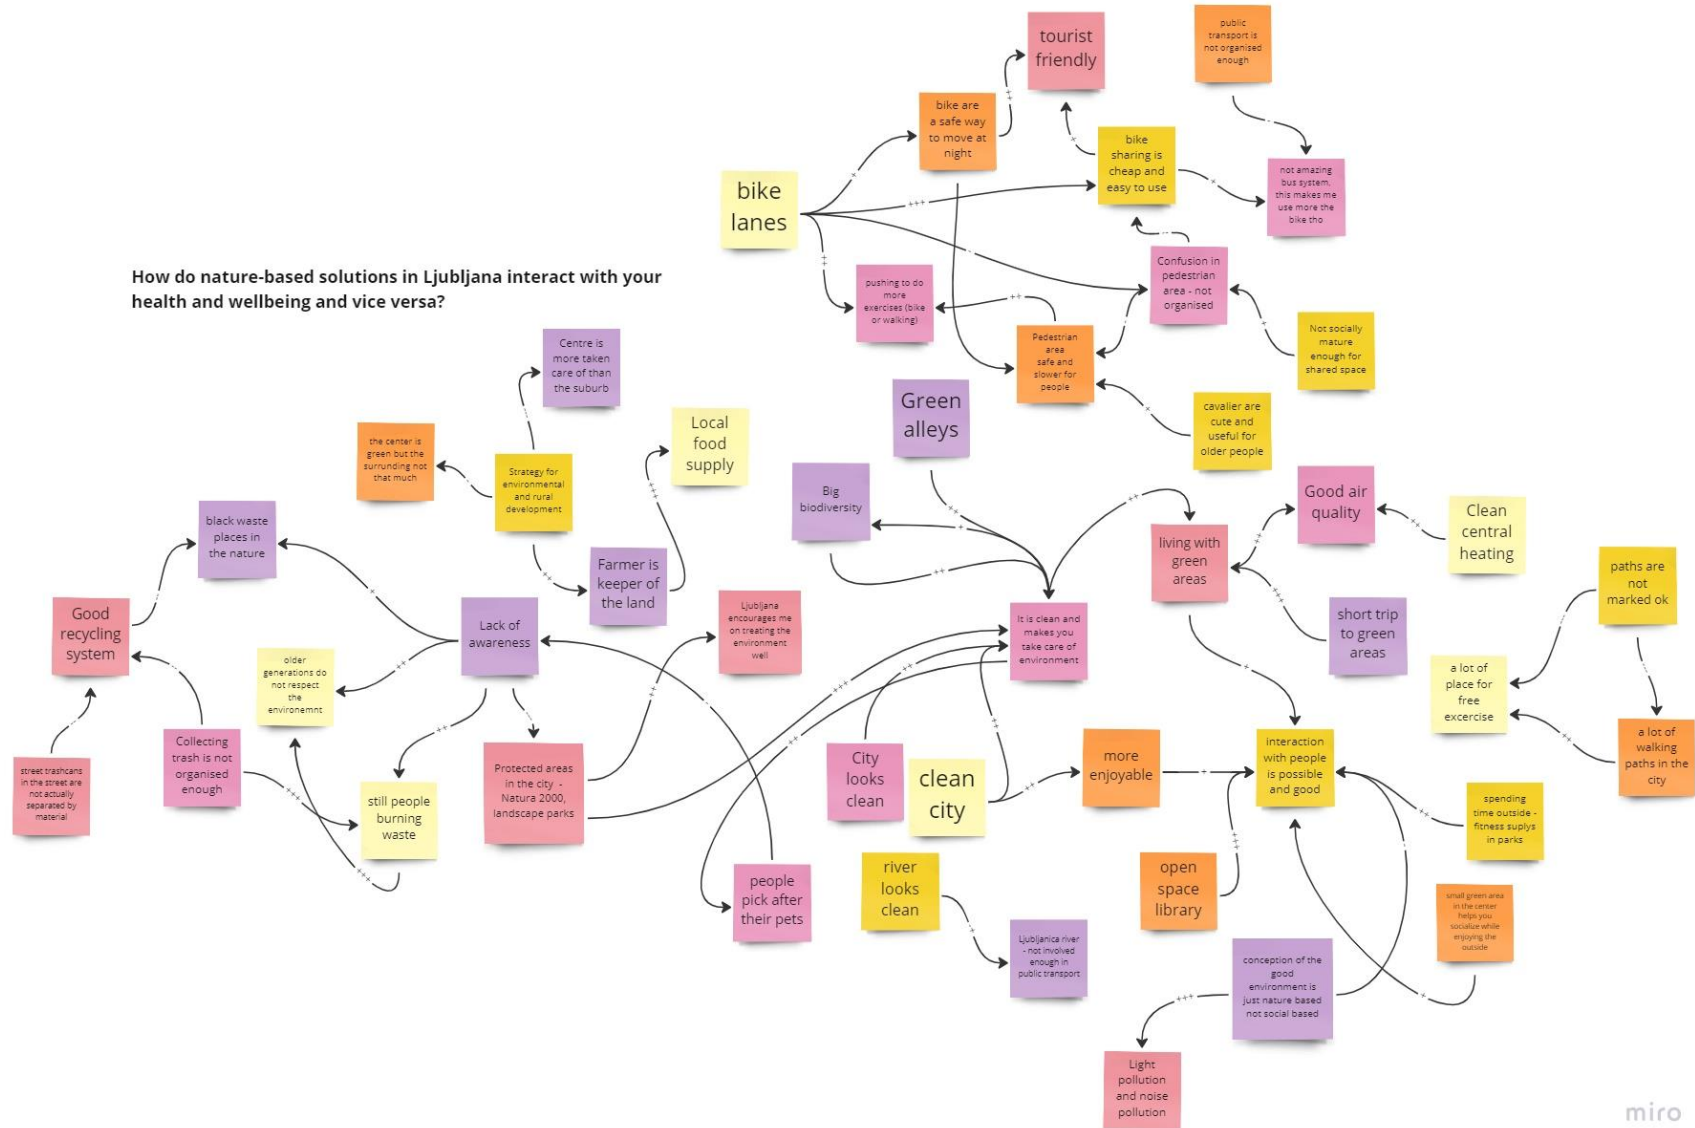 How do nature-based solutions in Ljubljana interact with your
health and wellbeing and vice versa?
tourist
friendly
public
transport is
not organised
enough
bike are
a safe way
to move at
night
bike
sharing is
cheap and
easy to use
not amazing
bus system.
this makes me
use more the
bike tho
bike
lanes
Confusion in
pedestrian
area - not
organised
pushing to do
more
exercises (bike
or walking)
Not socially
mature
enough for
shared space
Pedestrian
area
safe and
slower for
people
cavalier are
cute and
useful for
older people
Centre is
more taken
care of than
the suburb
Green
alleys
Local
food
supply
the center is
green but the
surrunding not
that much
Strategy for
environmental
and rural
development
Big
biodiversity
Good air
quality
Clean
central
heating
black waste
places in
the nature
living with
green
areas
Farmer is
keeper of
the land
paths are
not
marked ok
Good
recycling
system
Lack of
awareness
Ljubljana
encourages me
on treating the
environment
well
It is clean and
makes you
take care of
environment
short trip
to green
areas
older
generations do
not respect
the
environemnt
a lot of
place for
free
excercise
Collecting
trash is not
organised
enough
street trashcans
in the street are
not actually
separated by
material
still people
burning
waste
Protected areas
in the city -
Natura 2000,
landscape parks
City
looks
clean
clean
city
more
enjoyable
interaction
with people
is possible
and good
a lot of
walking
paths in the
city
spending
time outside -
fitness suplys
in parks
people
pick after
their pets
river
looks
clean
open
space
library
small green area
in the center
helps you
socialize while
enjoying the
outside
Ljubljanica river
- not involved
enough in
public transport
conception of the
good
environment is
just nature based
not social based
Light
pollution
and noise
pollution
miro